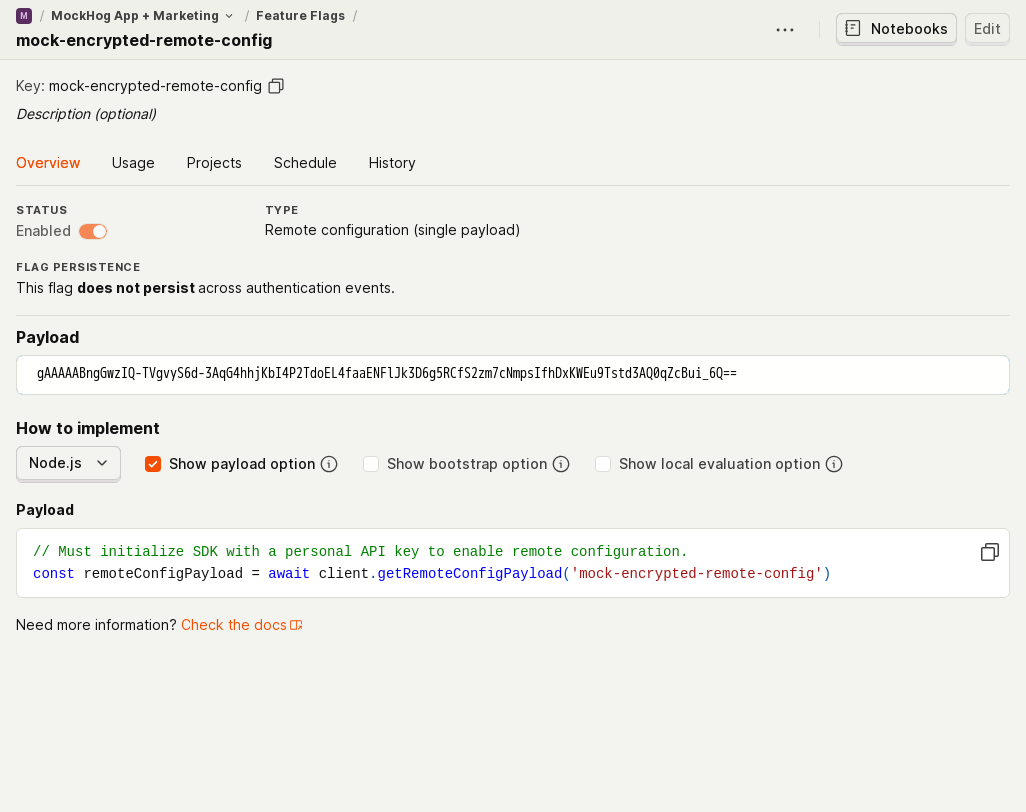 M / MockHog App + Marketing / Feature Flags /
mock-encrypted-remote-config
Notebooks
Edit
Key: mock-encrypted-remote-config
Description (optional)
Overview Usage Projects Schedule History
STATUS
Enabled
TYPE
Remote configuration (single payload)
FLAG PERSISTENCE
This flag does not persist across authentication events.
Payload
gAAAAABngGwzIQ-TVgvyS6d-3AqG4hhjKbI4P2TdoEL4faaENFlJk3D6g5RCfS2zm7cNmpsIfhDxKWEu9Tstd3AQ0qZcBui_6Q==
How to implement
Node.js Show payload option Show bootstrap option Show local evaluation option
Payload
// Must initialize SDK with a personal API key to enable remote configuration.
const remoteConfigPayload = await client.getRemoteConfigPayload('mock-encrypted-remote-config')
Need more information? Check the docs